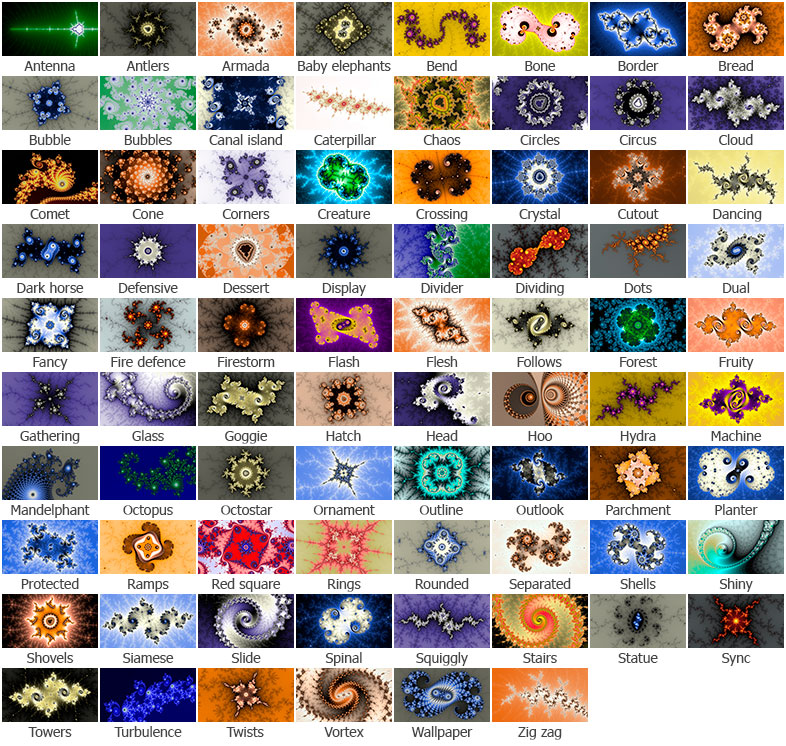 Antenna Antlers Armada Baby elephants Bend Bone Border Bread
Bubble Bubbles Canal island Caterpillar Chaos Circles Circus Cloud
Comet Cone Corners Creature Crossing Crystal Cutout Dancing
Dark horse Defensive Dessert Display Divider Dividing Dots Dual
Fancy Fire defence Firestorm Flash Flesh Follows Forest Fruity
Gathering Glass Goggie Hatch Head Hoo Hydra Machine
Mandelphant Octopus Octostar Ornament Outline Outlook Parchment Planter
Protected Ramps Red square Rings Rounded Separated Shells Shiny
Shovels Siamese Slide Spinal Squiggly Stairs Statue Sync
Towers Turbulence Twists Vortex Wallpaper Zig zag